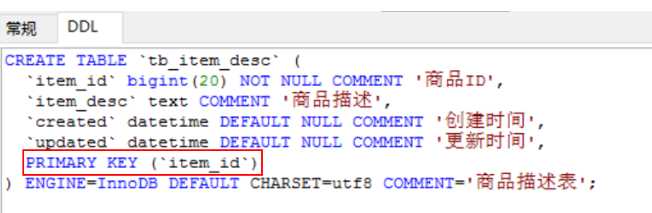 常规 DDL
CREATE TABLE `tb_item_desc` (
`item_id` bigint(20) NOT NULL COMMENT '商品ID',
`item_desc` text COMMENT '商品描述',
`created` datetime DEFAULT NULL COMMENT '创建时间',
`updated` datetime DEFAULT NULL COMMENT '更新时间',
PRIMARY KEY (`item_id`)
) ENGINE=InnoDB DEFAULT CHARSET=utf8 COMMENT='商品描述表';